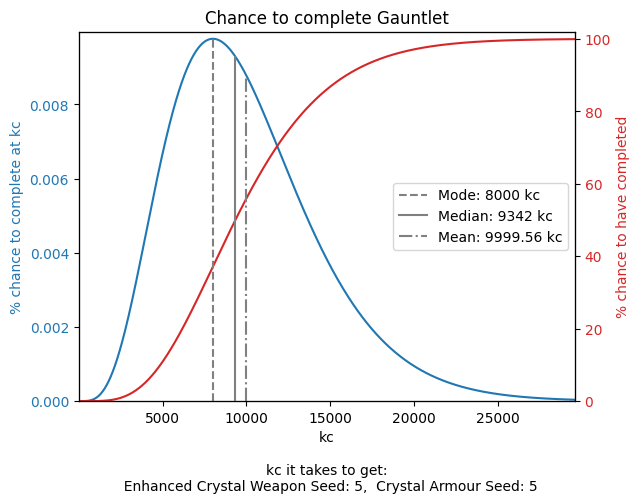 Chance to complete Gauntlet
% chance to complete at kc
0.008
0.006
0.004
0.002
0.000
100
80
60
40
20
0
% chance to have completed
Mode: 8000 kc
Median: 9342 kc
Mean: 9999.56 kc
5000 10000 15000 20000 25000
kc
kc it takes to get:
Enhanced Crystal Weapon Seed: 5,  Crystal Armour Seed: 5